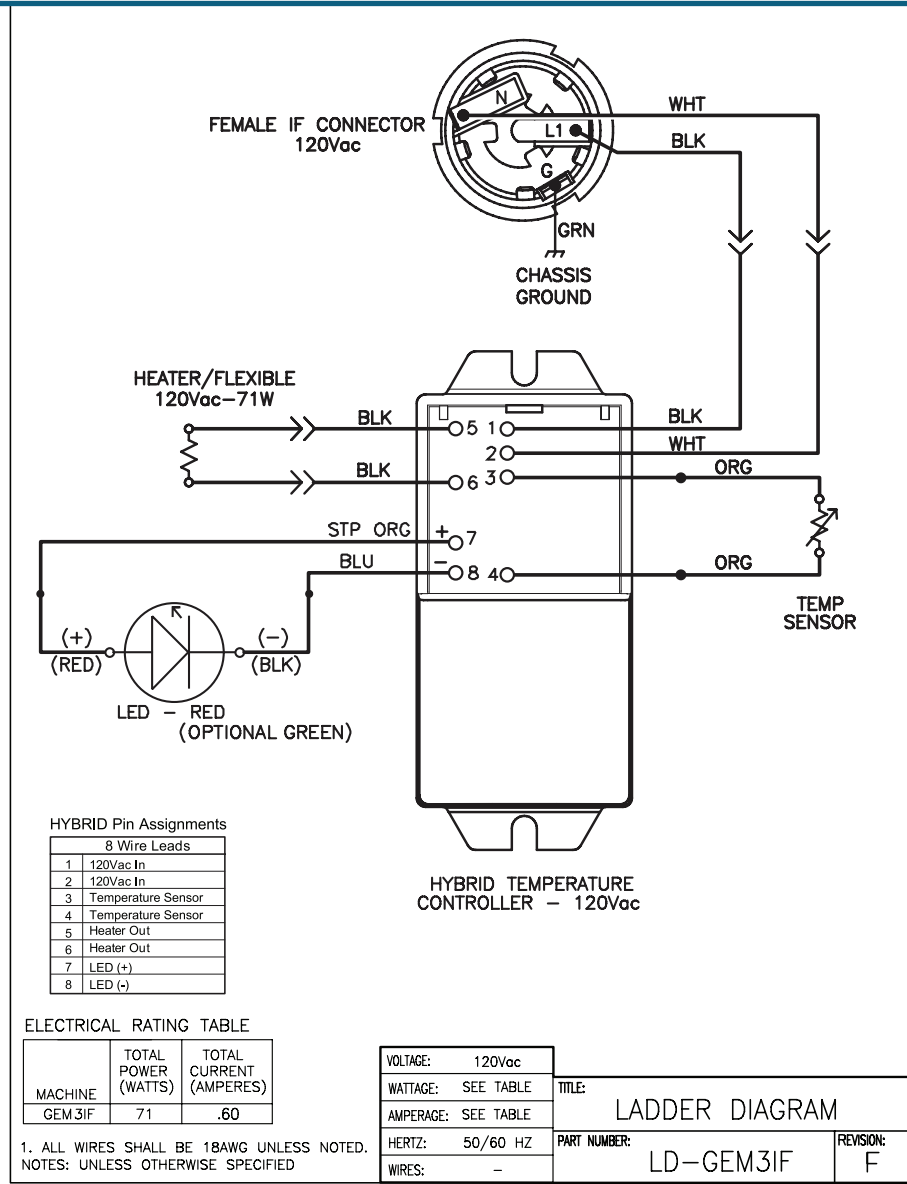 FEMALE IF CONNECTOR
120Vac
N
L1
G
WHT
BLK
GRN
CHASSIS
GROUND
HEATER/FLEXIBLE
120Vac-71W
BLK
BLK
5 1
2
6 3
BLK
WHT
ORG
STP ORG
+
7
BLU
-
8 4
ORG
TEMP
SENSOR
(+)
(RED)
(-)
(BLK)
LED - RED
(OPTIONAL GREEN)
HYBRID TEMPERATURE
CONTROLLER - 120Vac
HYBRID Pin Assignments
8 Wire Leads
1 120Vac In
2 120Vac In
3 Temperature Sensor
4 Temperature Sensor
5 Heater Out
6 Heater Out
7 LED (+)
8 LED (-)
ELECTRICAL RATING TABLE
MACHINE TOTAL POWER (WATTS) TOTAL CURRENT (AMPERES)
GEM3IF 71 .60
1. ALL WIRES SHALL BE 18AWG UNLESS NOTED.
NOTES: UNLESS OTHERWISE SPECIFIED
VOLTAGE: 120Vac
WATTAGE: SEE TABLE
AMPERAGE: SEE TABLE
HERTZ: 50/60 HZ
WIRES: -
TITLE:
LADDER DIAGRAM
PART NUMBER:
LD-GEM3IF
REVISION:
F